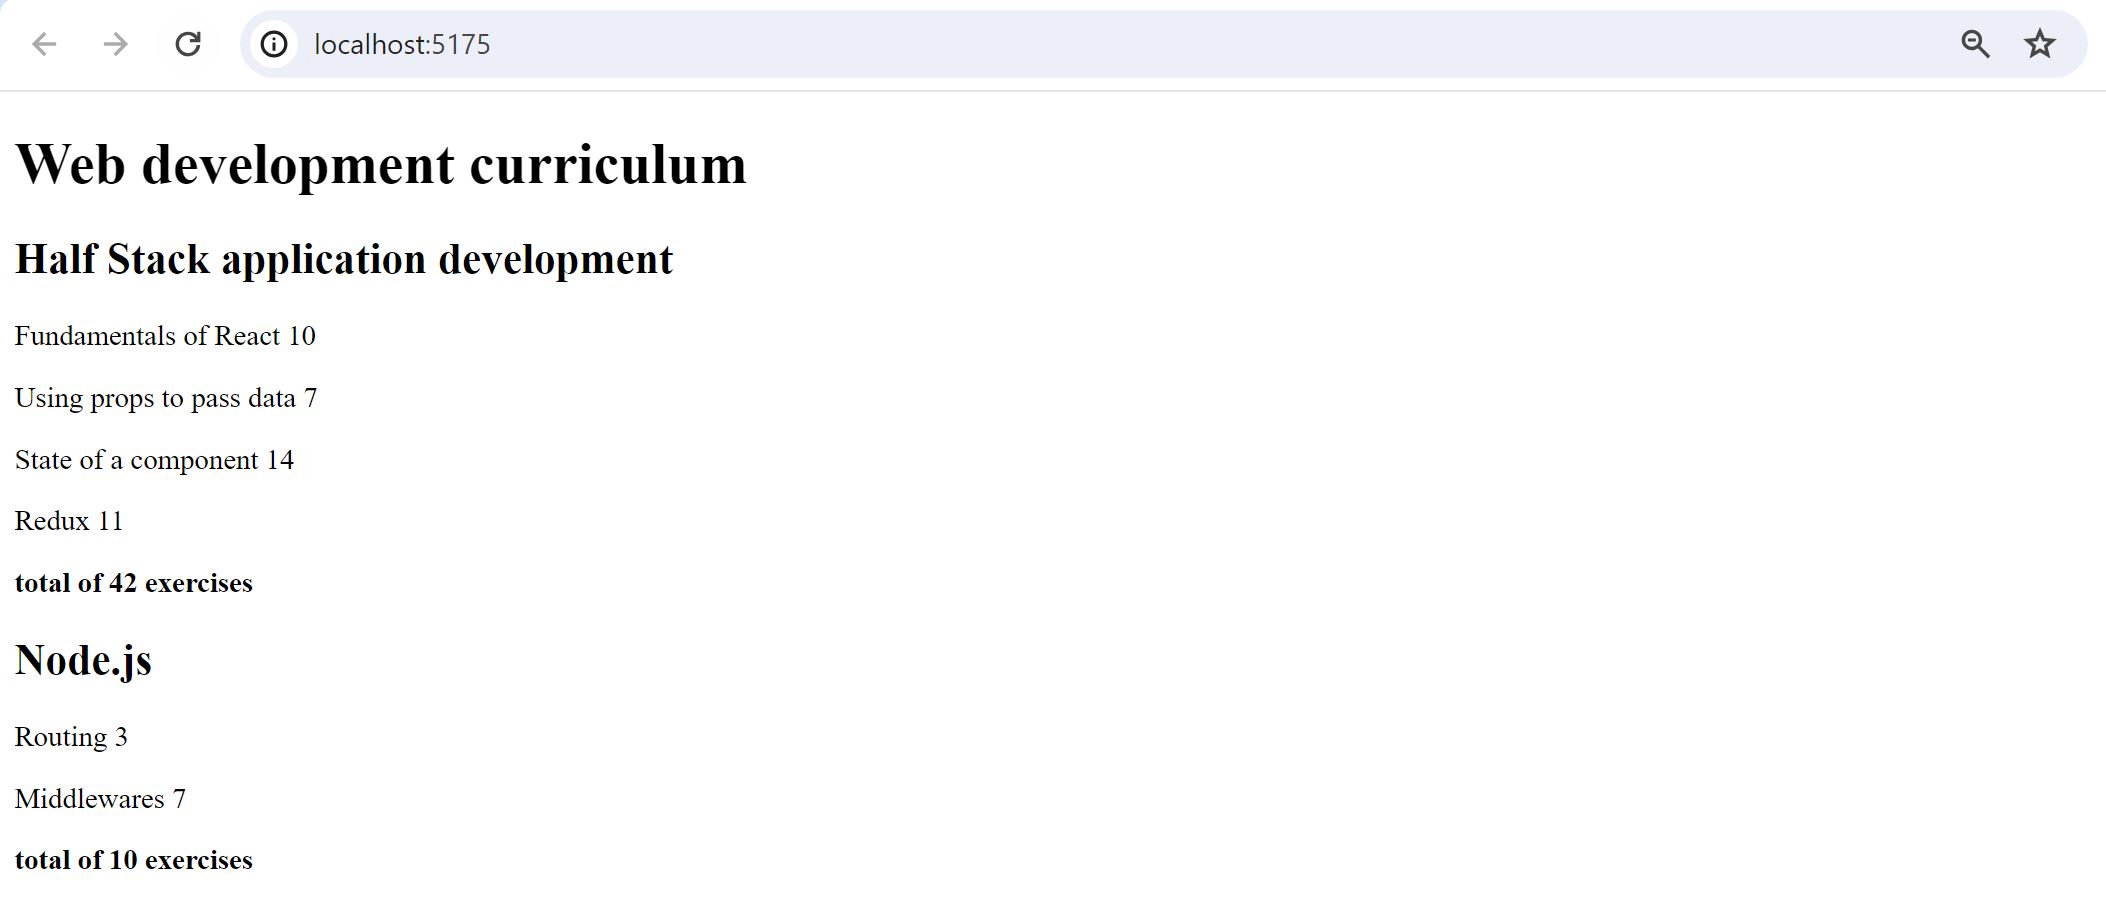 localhost:5175
Web development curriculum
Half Stack application development
Fundamentals of React 10
Using props to pass data 7
State of a component 14
Redux 11
total of 42 exercises
Node.js
Routing 3
Middlewares 7
total of 10 exercises